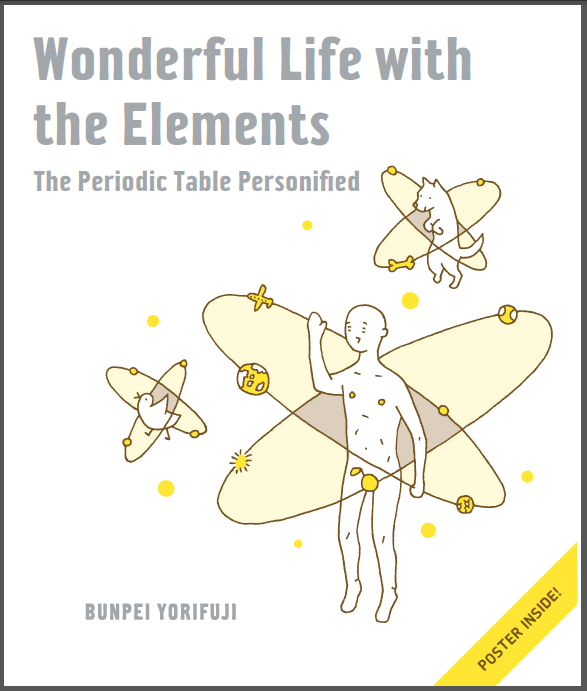 Wonderful Life with
the Elements
The Periodic Table Personified
BUNPEI YORIFUJI
POSTER INSIDE!